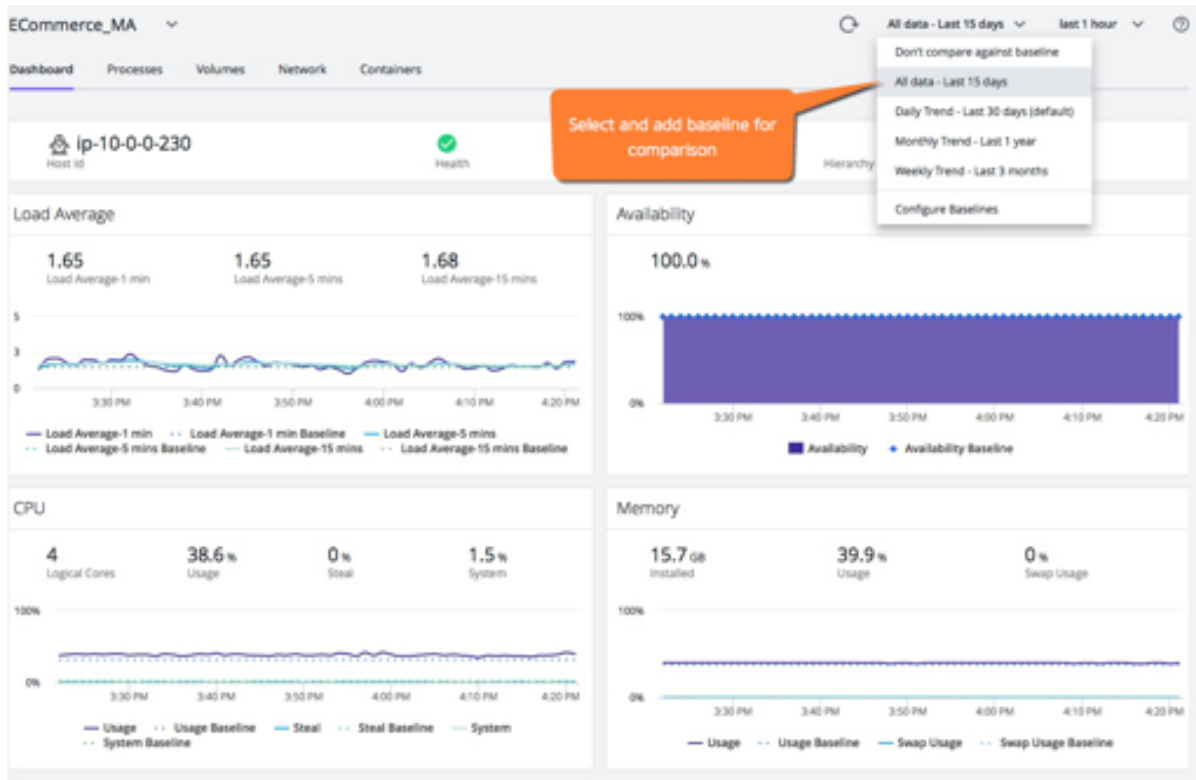 ECommerce_MA
All data - Last 15 days
last 1 hour
Don't compare against baseline
All data - Last 15 days
Daily Trend - Last 30 days (default)
Monthly Trend - Last 1 year
Weekly Trend - Last 3 months
Configure Baselines
Dashboard Processes Volumes Network Containers
Select and add baseline for
comparison
ip-10-0-0-230
Host Id
Health
Hierarchy
Load Average
1.65 1.65 1.68
Load Average-1 min Load Average-5 mins Load Average-15 mins
5
3
0
3:30 PM 3:40 PM 3:50 PM 4:00 PM 4:10 PM 4:20 PM
Load Average-1 min Load Average-1 min Baseline Load Average-5 mins
Load Average-5 mins Baseline Load Average-15 mins Load Average-15 mins Baseline
Availability
100.0 %
100%
0%
3:30 PM 3:40 PM 3:50 PM 4:00 PM 4:10 PM 4:20 PM
Availability Availability Baseline
CPU
4 38.6 % 0 % 1.5 %
Logical Cores Usage Steal System
100%
0%
3:30 PM 3:40 PM 3:50 PM 4:00 PM 4:10 PM 4:20 PM
Usage Usage Baseline Steal Steal Baseline System
System Baseline
Memory
15.7 GB 39.9 % 0 %
Installed Usage Swap Usage
100%
0%
3:30 PM 3:40 PM 3:50 PM 4:00 PM 4:10 PM 4:20 PM
Usage Usage Baseline Swap Usage Swap Usage Baseline